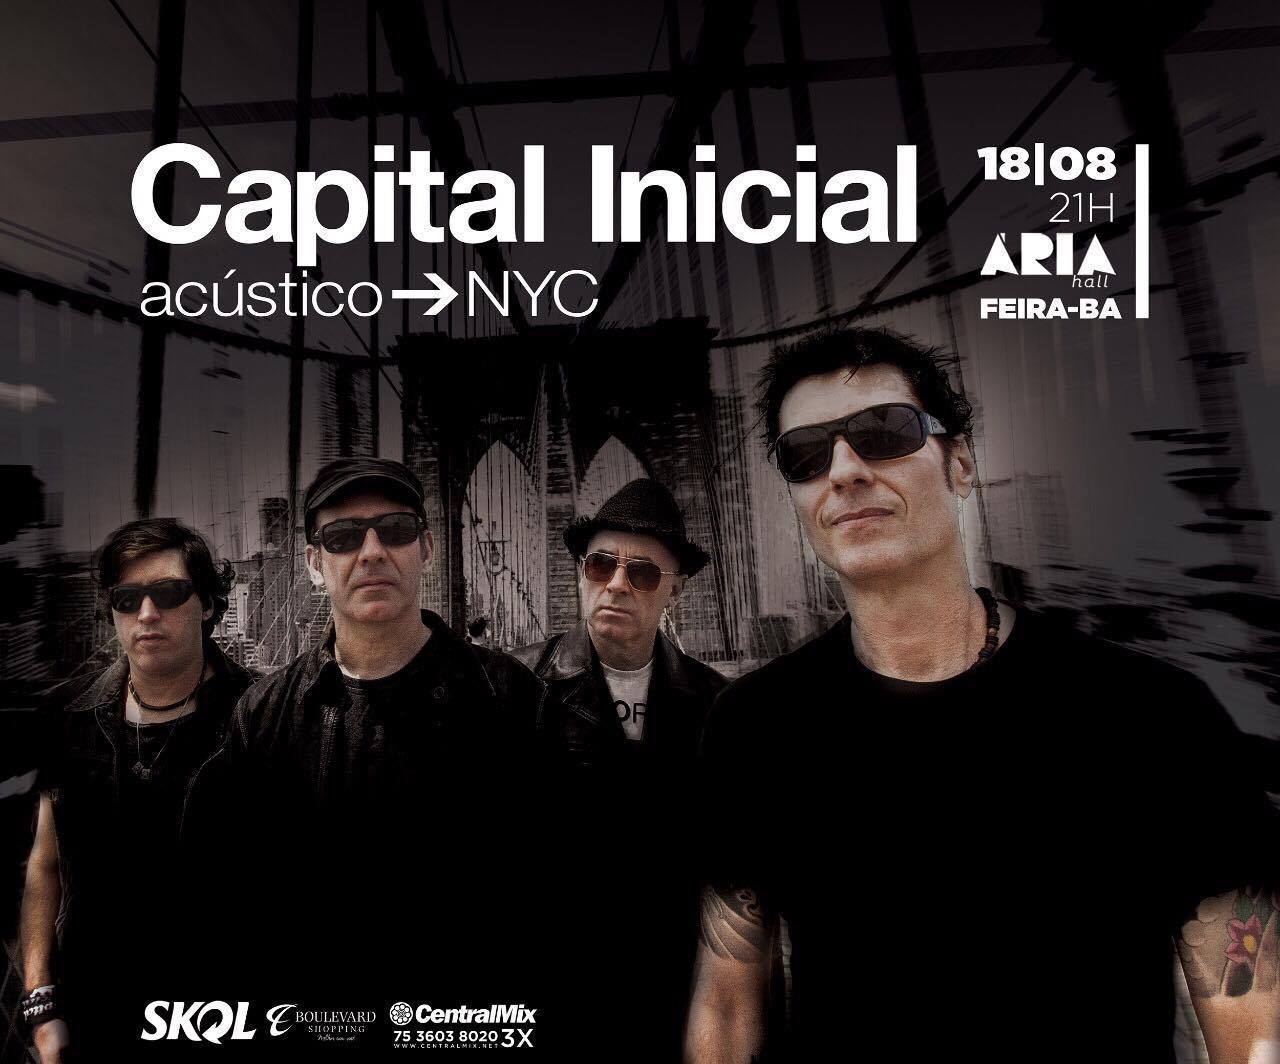 Capital Inicial
acústico→NYC
18|08
21H
ÁRIA
hall
FEIRA-BA
OR
SKOL
BOULEVARD
SHOPPING
CentralMix
75 3603 8020 3X
WWW.CENTRALMIX.NET